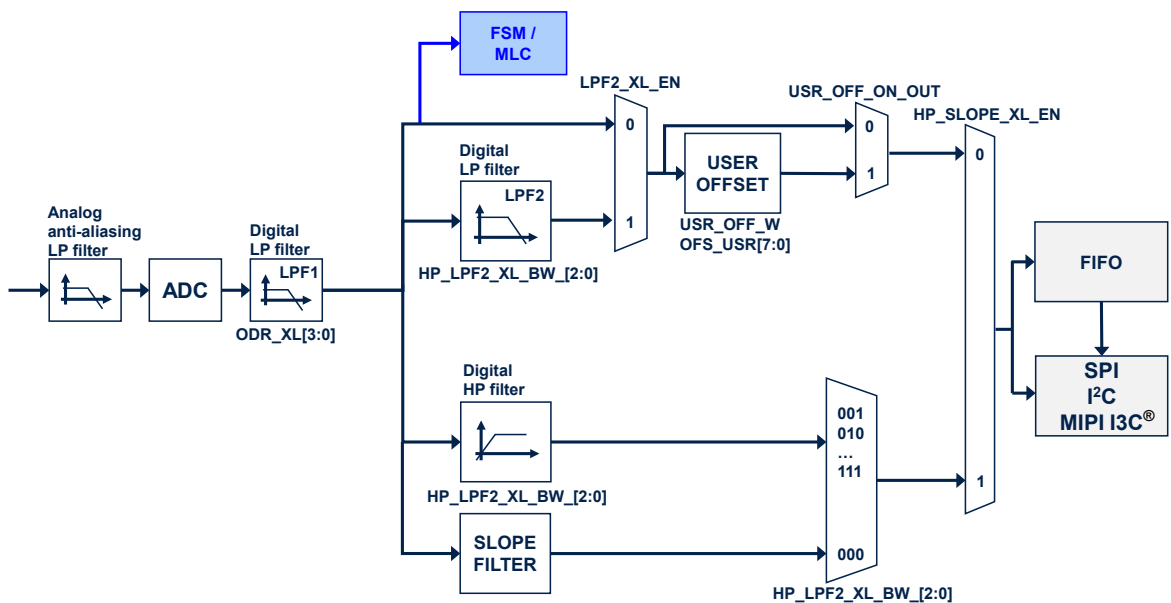 FSM /
MLC
LPF2_XL_EN
0
1
Digital
LP filter
LPF2
HP_LPF2_XL_BW_[2:0]
USER
OFFSET
USR_OFF_W
OFS_USR[7:0]
USR_OFF_ON_OUT
0
1
HP_SLOPE_XL_EN
0
1
Analog
anti-aliasing
LP filter
ADC
Digital
LP filter
LPF1
ODR_XL[3:0]
FIFO
SPI
I²C
MIPI I3C®
Digital
HP filter
HP_LPF2_XL_BW_[2:0]
SLOPE
FILTER
001
010
...
111
000
HP_LPF2_XL_BW_[2:0]